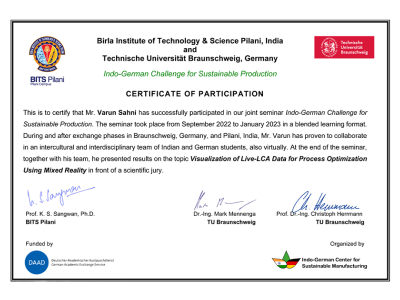 Birla Institute of Technology & Science Pilani, India
and
Technische Universität Braunschweig, Germany
Technische
Universität
Braunschweig
BITS Pilani
Pilani Campus
Indo-German Challenge for Sustainable Production
CERTIFICATE OF PARTICIPATION
This is to certify that Mr. Varun Sahni has successfully participated in our joint seminar Indo-German Challenge for
Sustainable Production. The seminar took place from September 2022 to January 2023 in a blended learning format.
During and after exchange phases in Braunschweig, Germany, and Pilani, India, Mr. Varun has proven to collaborate
in an intercultural and interdisciplinary team of Indian and German students, also virtually. At the end of the seminar,
together with his team, he presented results on the topic Visualization of Live-LCA Data for Process Optimization
Using Mixed Reality in front of a scientific jury.
K. S. Sangwan
Prof. K. S. Sangwan, Ph.D.
BITS Pilani
Dr.-Ing. Mark Mennenga
TU Braunschweig
Prof. Dr.-Ing. Christoph Herrmann
TU Braunschweig
Funded by
Organized by
DAAD
Deutscher Akademischer Austauschdienst
German Academic Exchange Service
Indo-German Center for
Sustainable Manufacturing